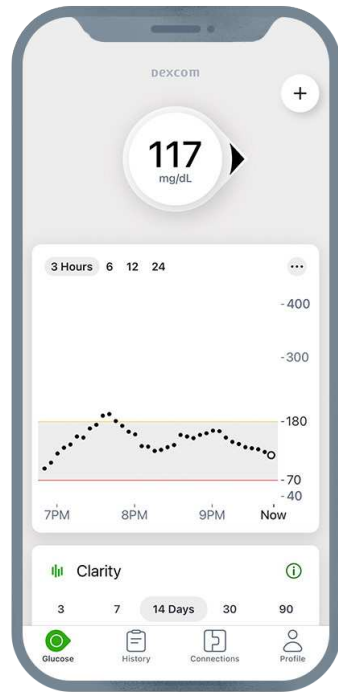 Dexcom
+
117
mg/dL
3 Hours 6 12 24
400
300
180
70
40
7PM 8PM 9PM Now
Clarity
3 7 14 Days 30 90
Glucose History Connections Profile